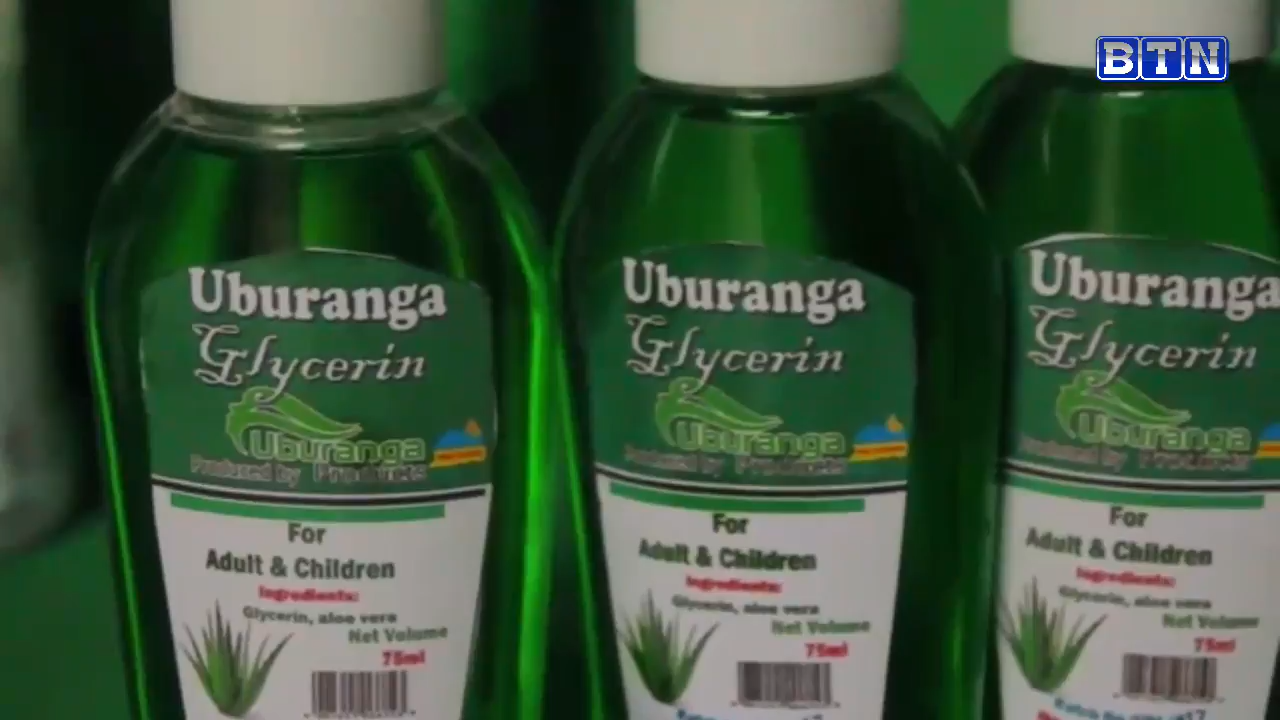 BTN
Uburanga
Glycerin
Uburanga
Produced by Products
For
Adult & Children
Ingredients:
Glycerin, aloe vera
Net Volume
75ml
Uburanga
Glycerin
Uburanga
Produced by Products
For
Adult & Children
Ingredients:
Glycerin, aloe vera
Net Volume
75ml
Uburanga
Glycerin
Uburanga
Produced by Products
For
Adult & Children
Ingredients:
Glycerin, aloe vera
Net Volume
75ml